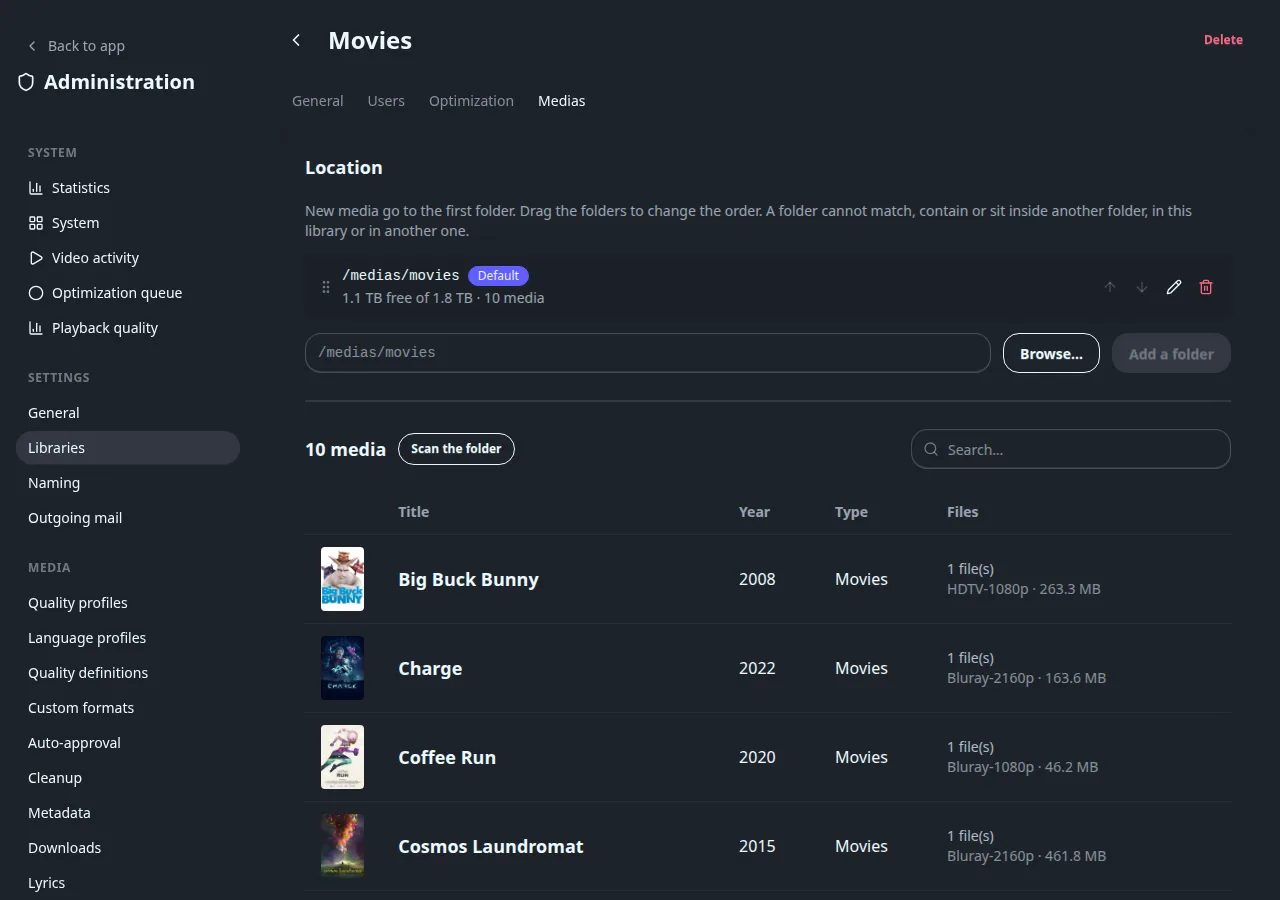 Back to app
Administration
SYSTEM
Statistics
System
Video activity
Optimization queue
Playback quality
SETTINGS
General
Libraries
Naming
Outgoing mail
MEDIA
Quality profiles
Language profiles
Quality definitions
Custom formats
Auto-approval
Cleanup
Metadata
Downloads
Lyrics
Movies
Delete
General Users Optimization Medias
Location
New media go to the first folder. Drag the folders to change the order. A folder cannot match, contain or sit inside another folder, in this
library or in another one.
/medias/movies Default
1.1 TB free of 1.8 TB · 10 media
/medias/movies Browse... Add a folder
10 media Scan the folder Search...
Title Year Type Files
Big Buck Bunny 2008 Movies 1 file(s)
HDTV-1080p · 263.3 MB
Big Buck
BUNNY
Charge 2022 Movies 1 file(s)
Bluray-2160p · 163.6 MB
CHARGE
Coffee Run 2020 Movies 1 file(s)
Bluray-1080p · 46.2 MB
RUN
Cosmos Laundromat 2015 Movies 1 file(s)
Bluray-2160p · 461.8 MB